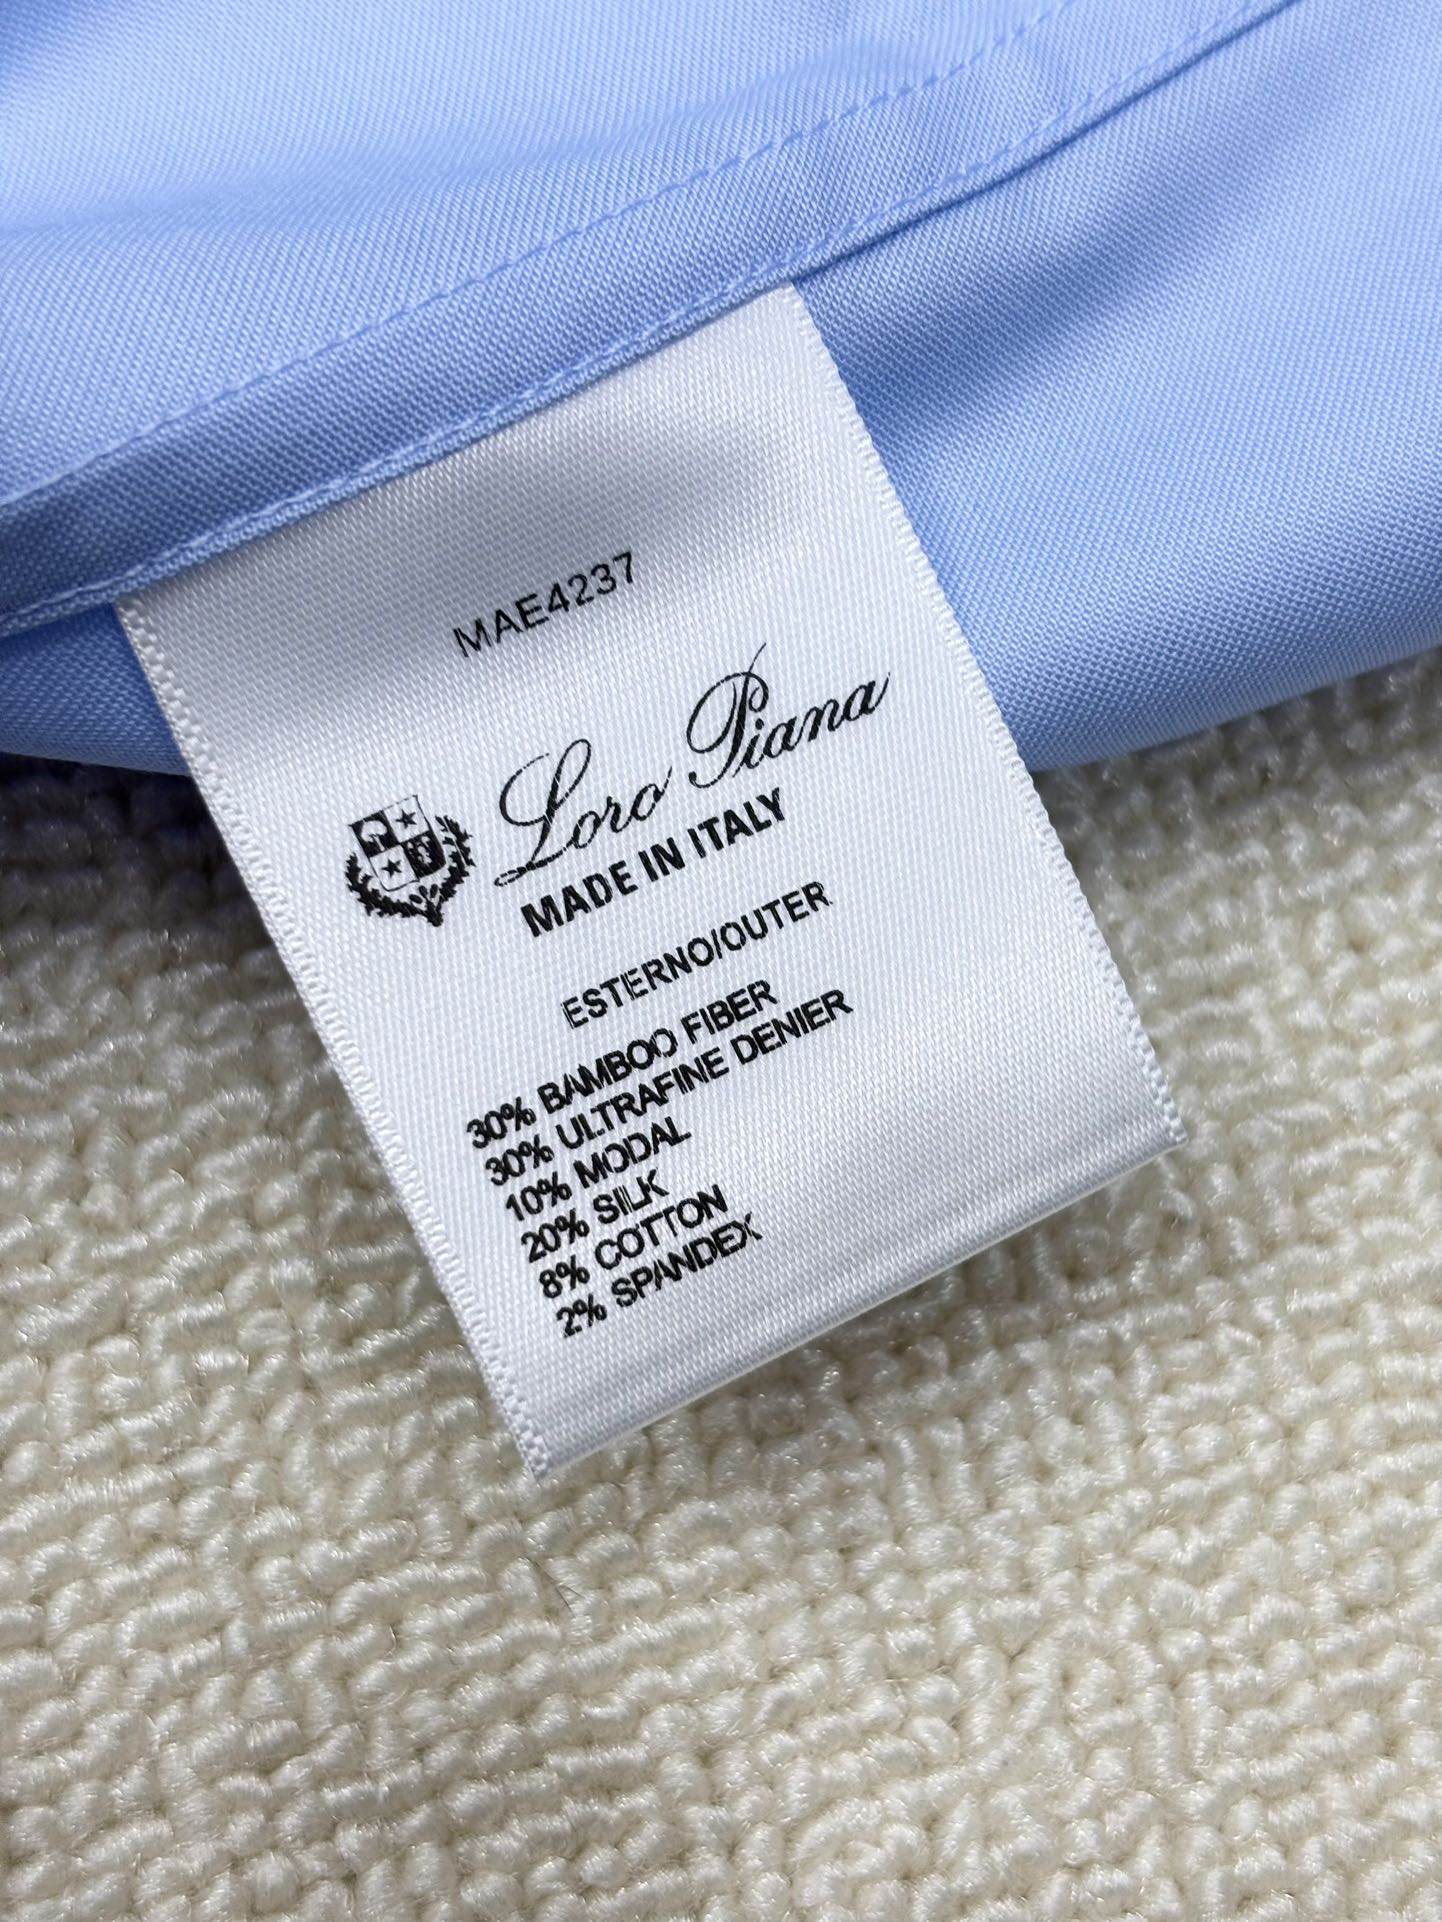 MAE4237
Loro Piana
MADE IN ITALY
ESTERNO/OUTER
30% BAMBOO FIBER
30% ULTRAFINE DENIER
10% MODAL
20% SILK
8% COTTON
2% SPANDEX